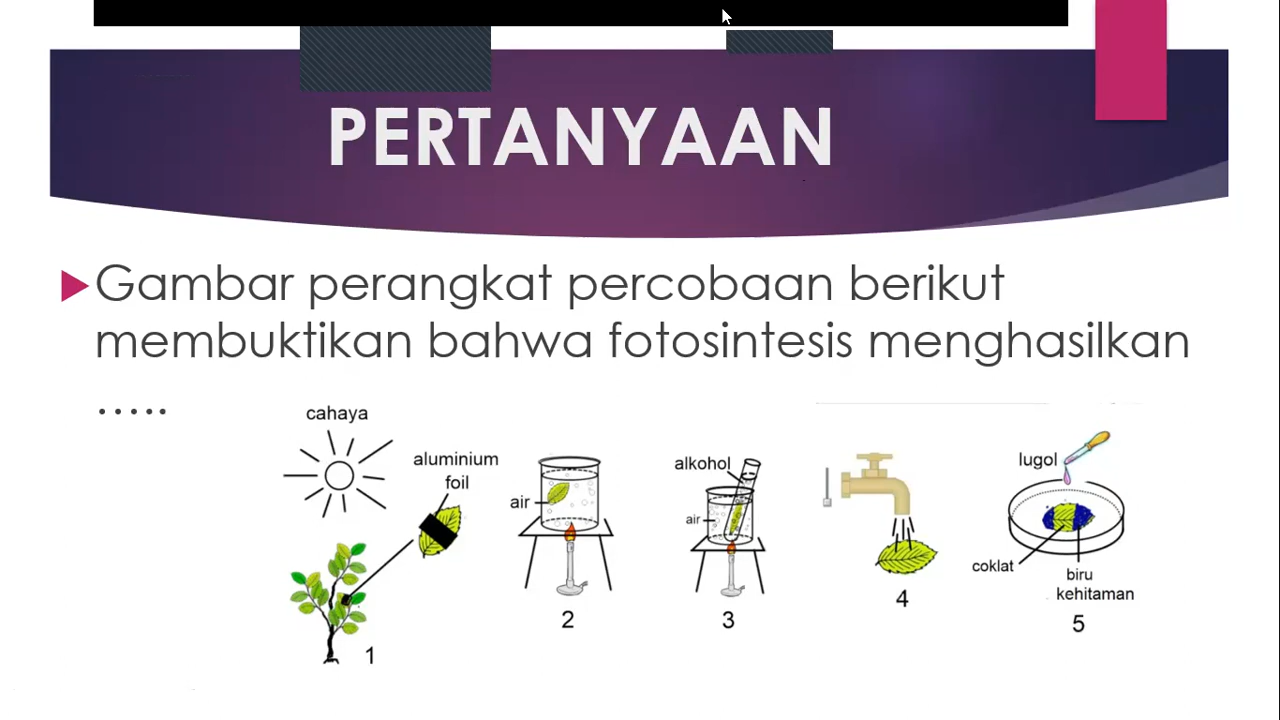 PERTANYAAN
Gambar perangkat percobaan berikut
membuktikan bahwa fotosintesis menghasilkan
.....
cahaya
aluminium
foil
1
air
2
alkohol
air
3
4
lugol
coklat
biru
kehitaman
5